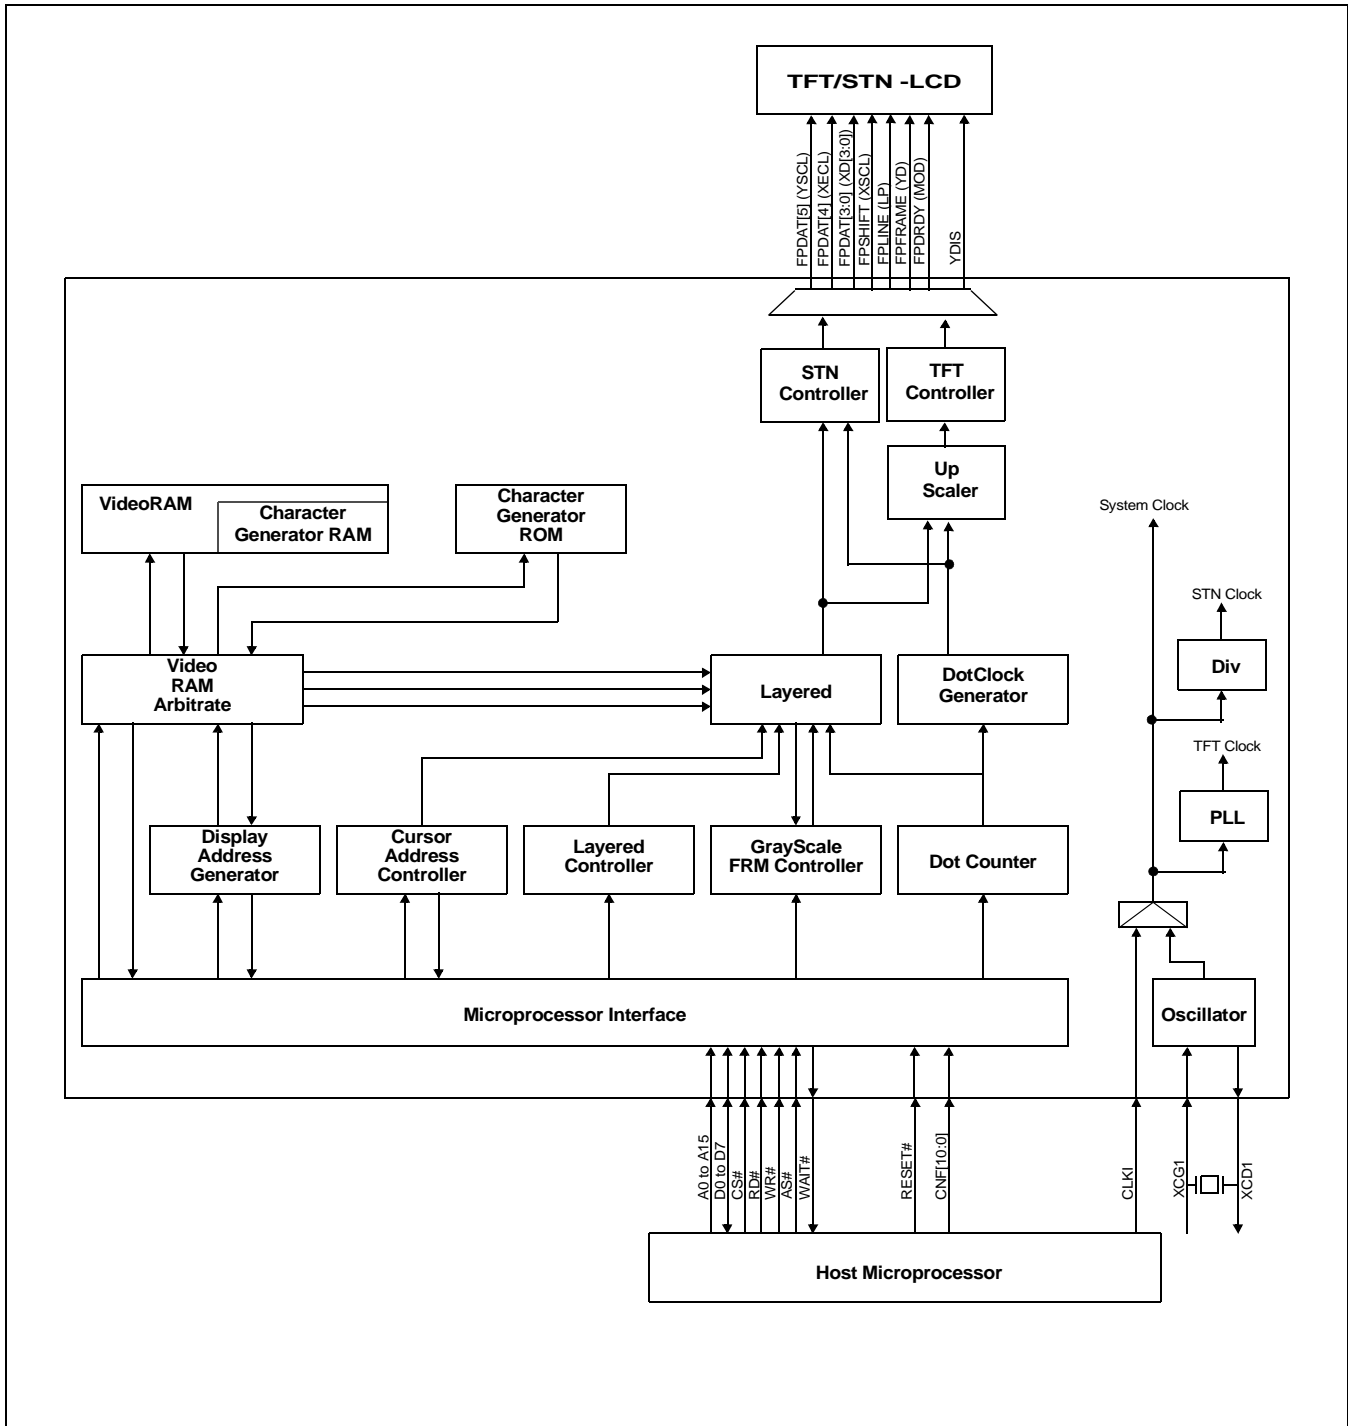 TFT/STN -LCD
FPDAT[5] (YSCL)
FPDAT[4] (XECL)
FPDAT[3:0] (XD[3:0])
FPSHIFT (XSCL)
FPLINE (LP)
FPFRAME (YD)
FPDRDY (MOD)
YDIS
STN
Controller
TFT
Controller
Up
Scaler
VideoRAM
Character
Generator RAM
Character
Generator
ROM
System Clock
STN Clock
Div
TFT Clock
PLL
Video
RAM
Arbitrate
Layered
DotClock
Generator
Display
Address
Generator
Cursor
Address
Controller
Layered
Controller
GrayScale
FRM Controller
Dot Counter
Microprocessor Interface
Oscillator
A0 to A15
D0 to D7
CS#
RD#
WR#
AS#
WAIT#
RESET#
CNF[10:0]
CLKI
XCG1
XCD1
Host Microprocessor